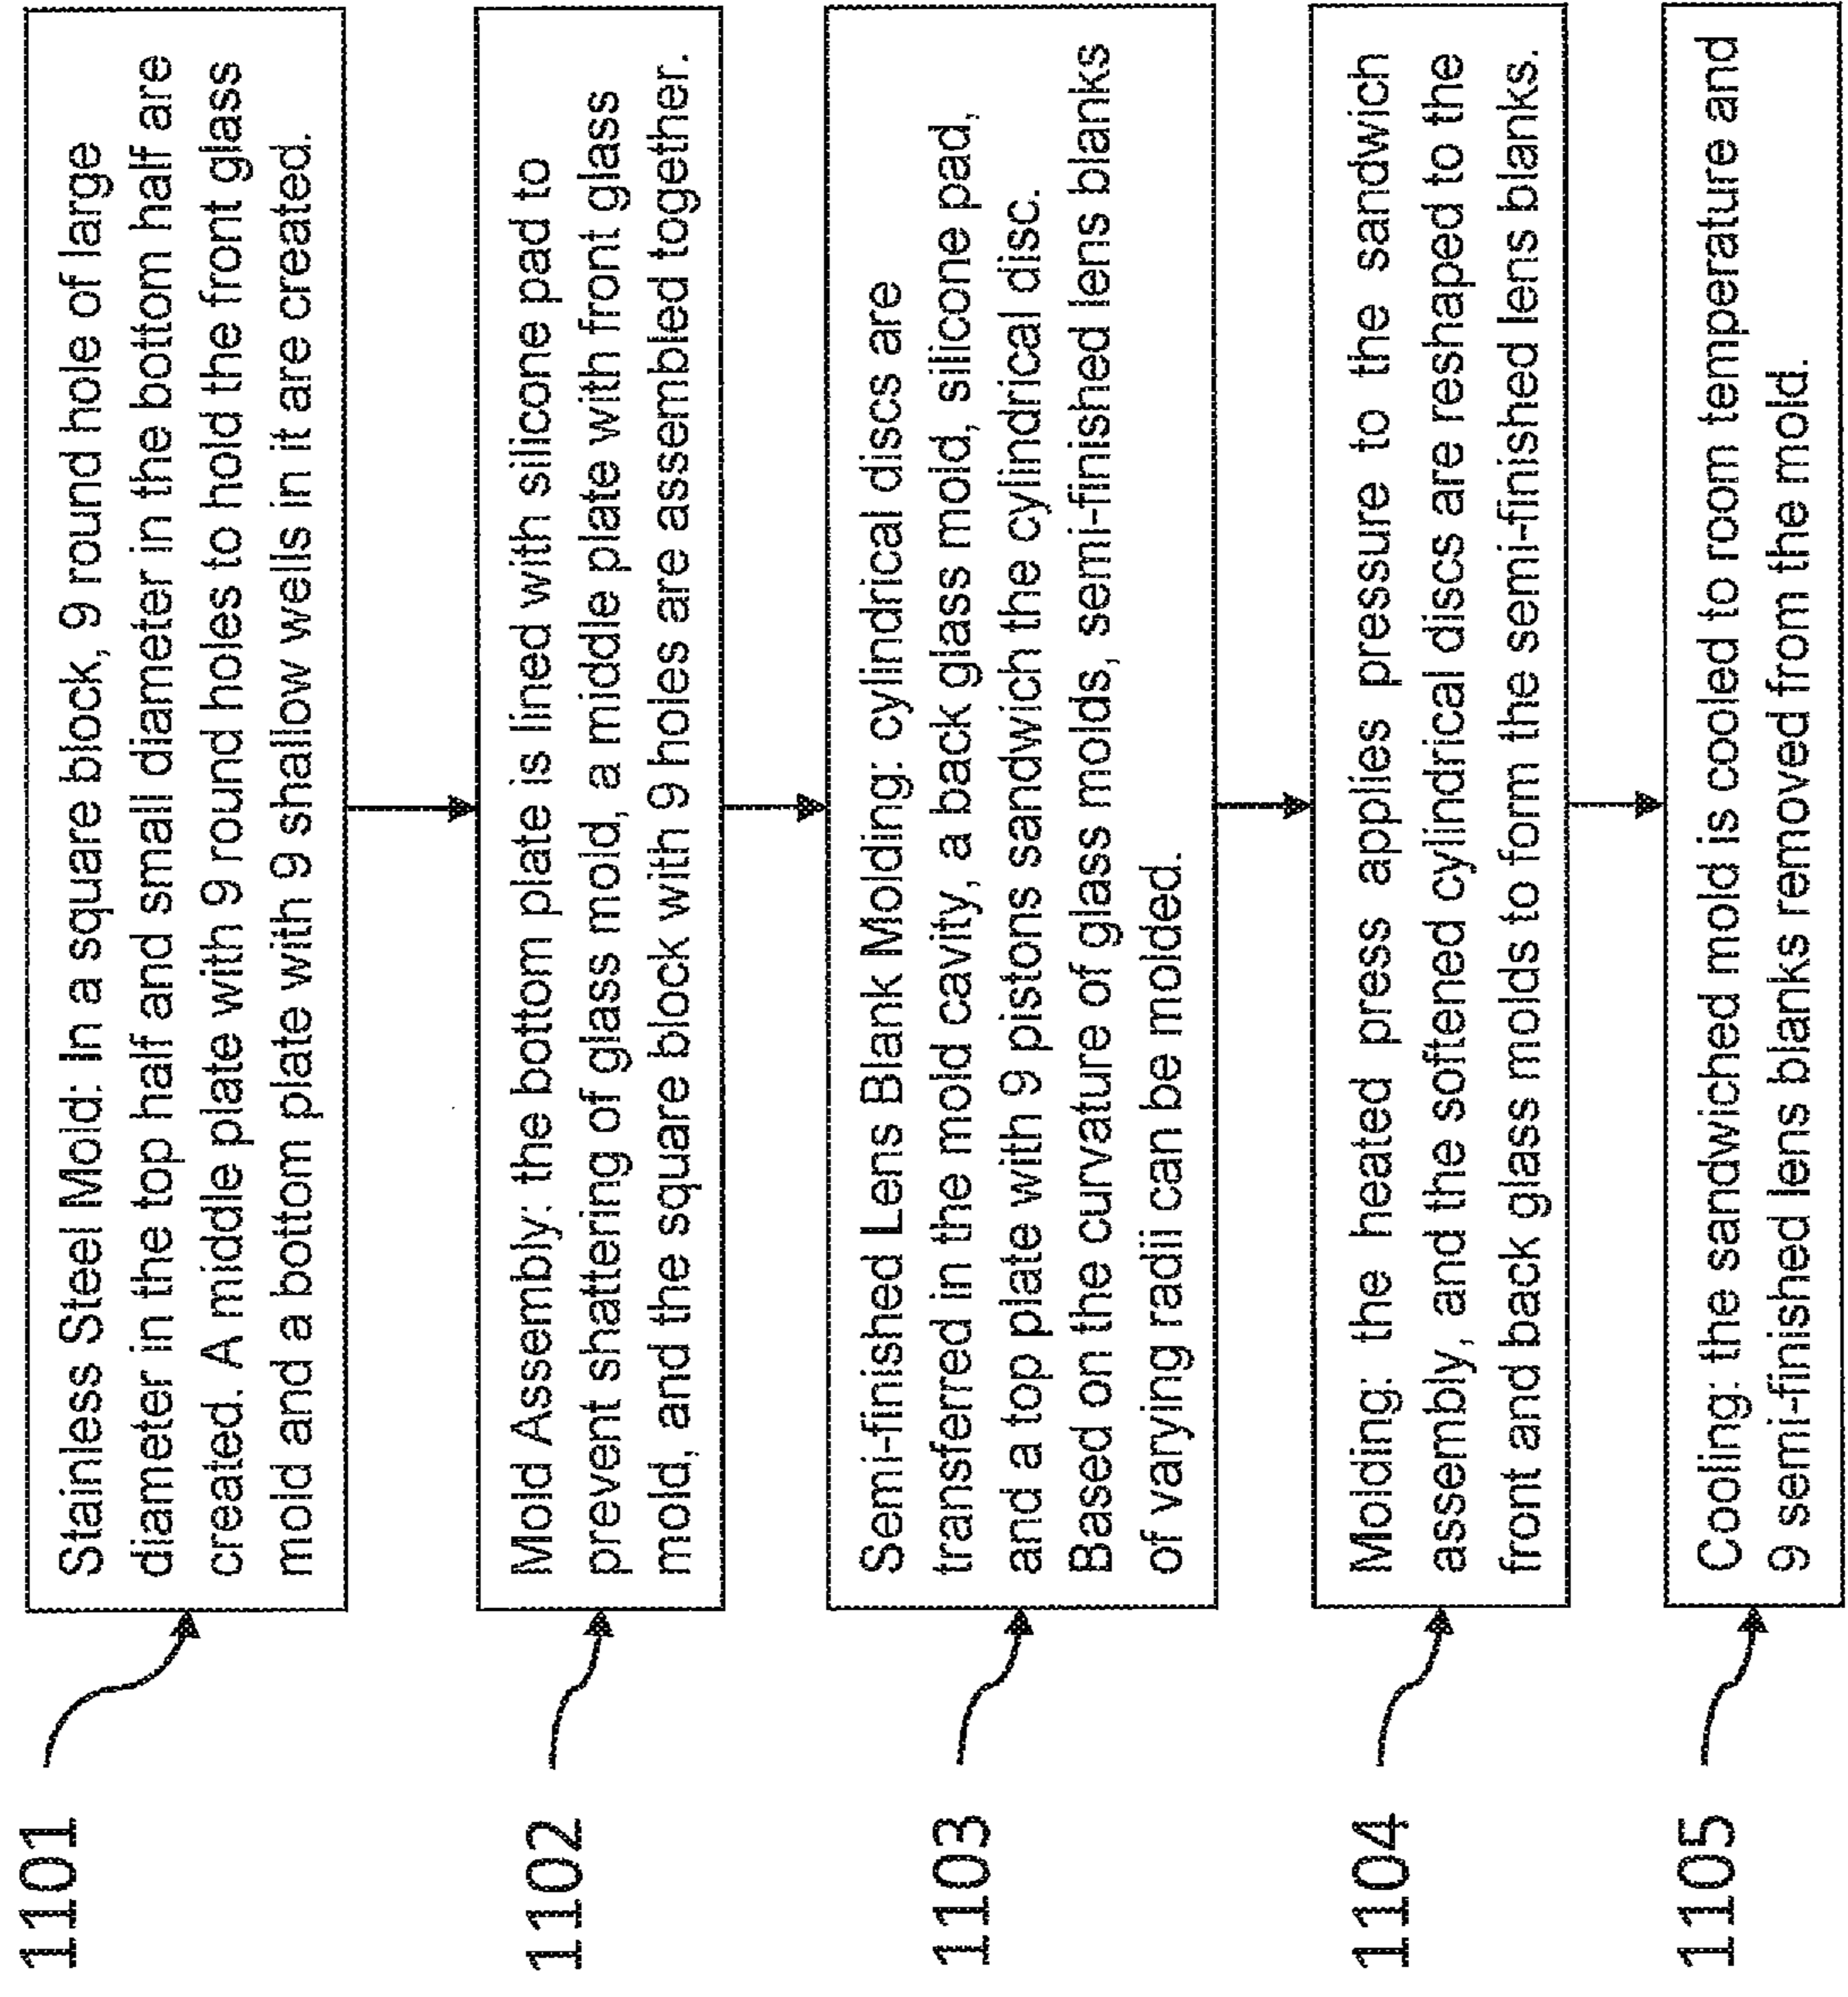 1101
Stainless Steel Mold: In a square block, 9 round hole of large
diameter in the top half and small diameter in the bottom half are
created. A middle plate with 9 round holes to hold the front glass
mold and a bottom plate with 9 shallow wells in it are created.
1102
Mold Assembly: the bottom plate is lined with silicone pad to
prevent shattering of glass mold, a middle plate with front glass
mold, and the square block with 9 holes are assembled together.
1103
Semi-finished Lens Blank Molding: cylindrical discs are
transferred in the mold cavity, a back glass mold, silicone pad,
and a top plate with 9 pistons sandwich the cylindrical disc.
Based on the curvature of glass molds, semi-finished lens blanks
of varying radii can be molded.
1104
Molding: the heated press applies pressure to the sandwich
assembly, and the softened cylindrical discs are reshaped to the
front and back glass molds to form the semi-finished lens blanks.
1105
Cooling: the sandwiched mold is cooled to room temperature and
9 semi-finished lens blanks removed from the mold.